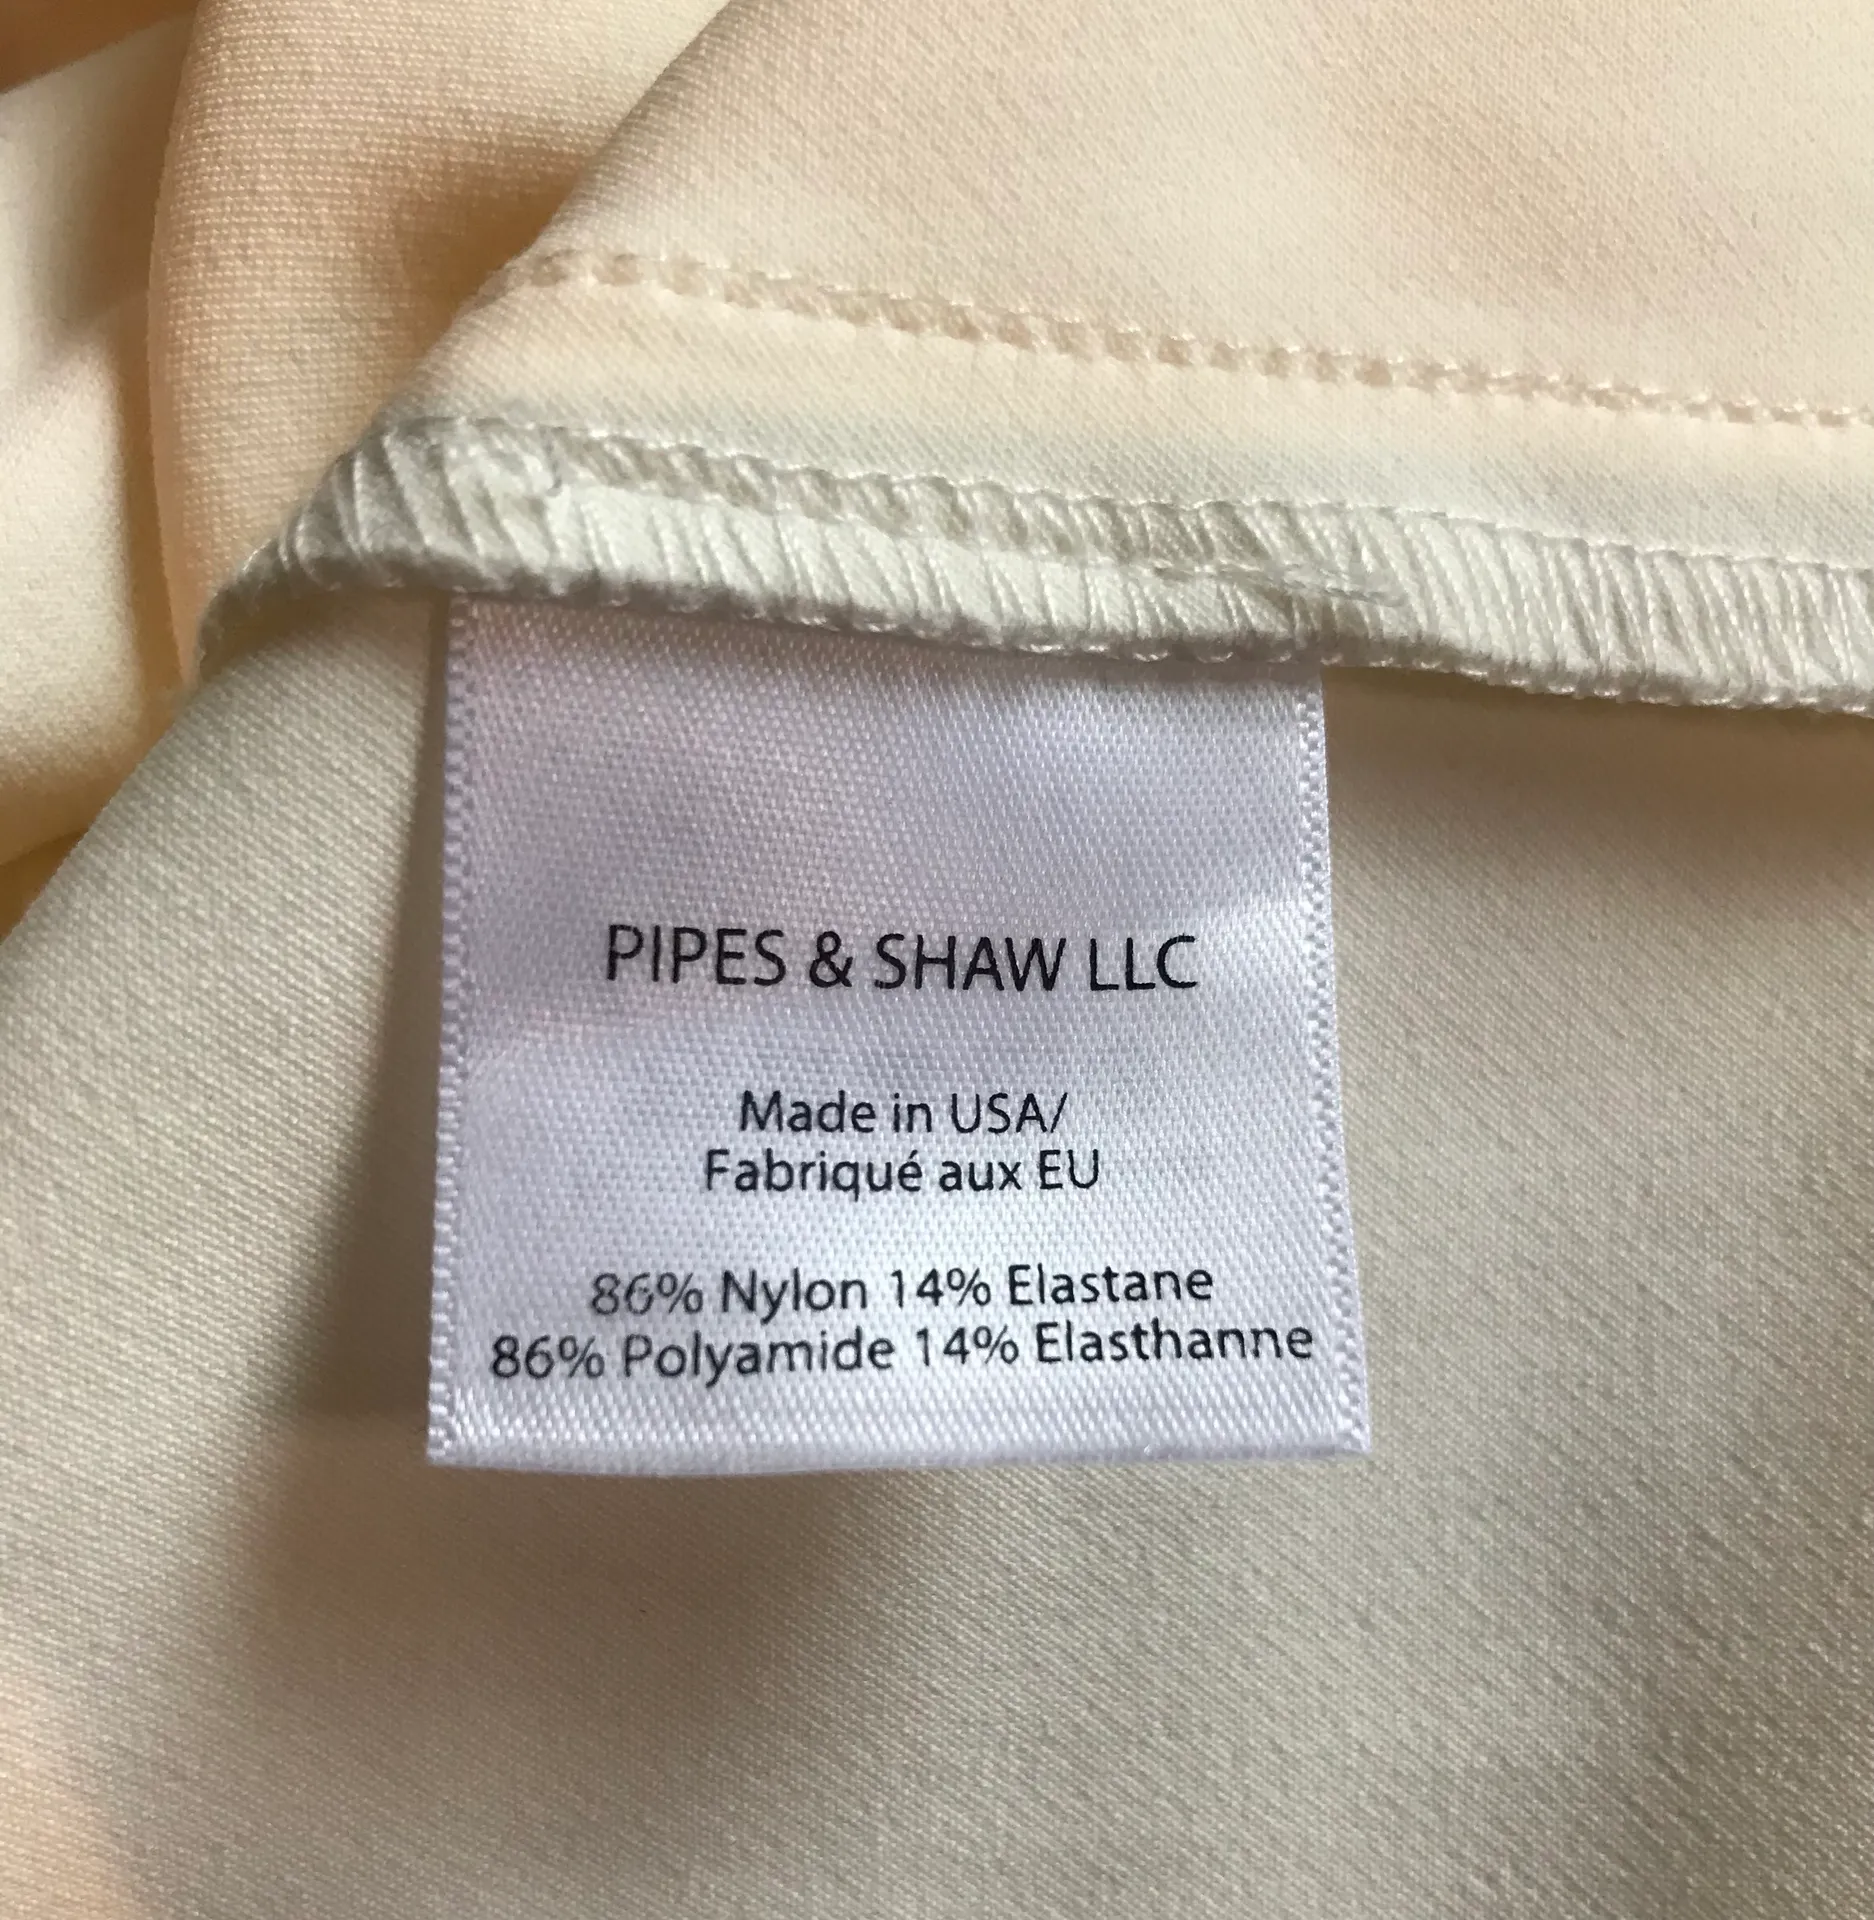 PIPES & SHAW LLC
Made in USA/
Fabriqué aux EU
86% Nylon 14% Elastane
86% Polyamide 14% Elasthanne